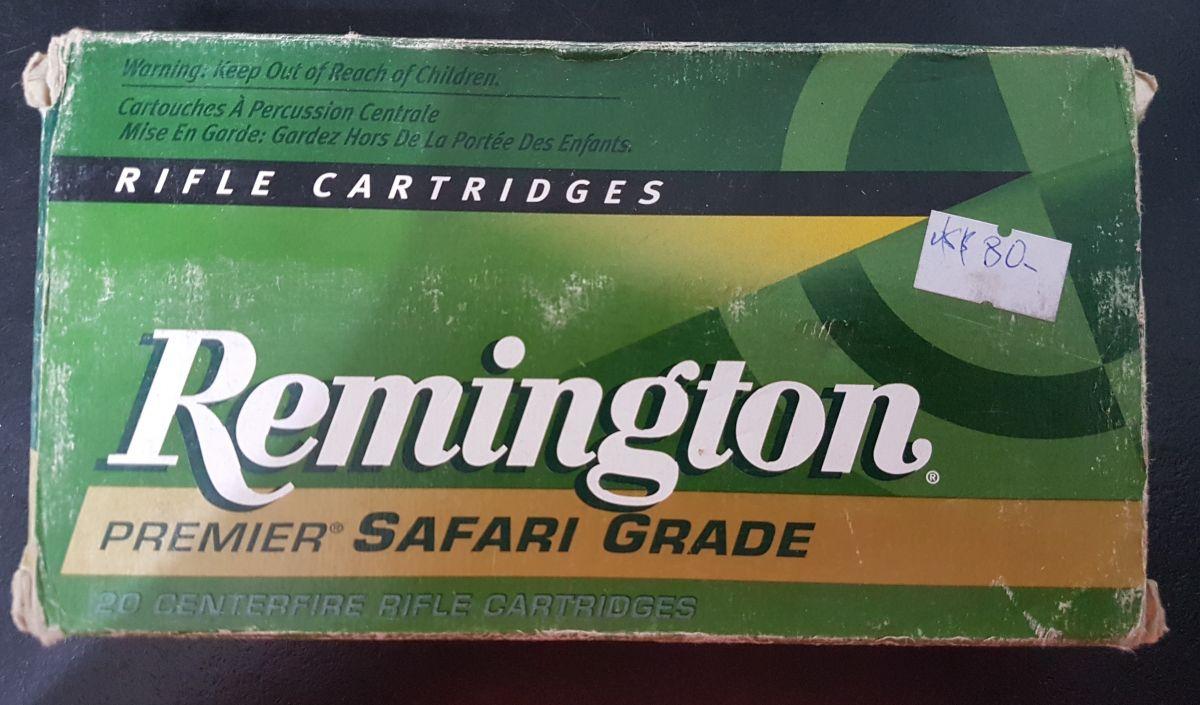 Warning: Keep Out of Reach of Children.
Cartouches À Percussion Centrale
Mise En Garde: Gardez Hors De La Portée Des Enfants.
RIFLE CARTRIDGES
80-
Remington®
PREMIER® SAFARI GRADE
20 CENTERFIRE RIFLE CARTRIDGES